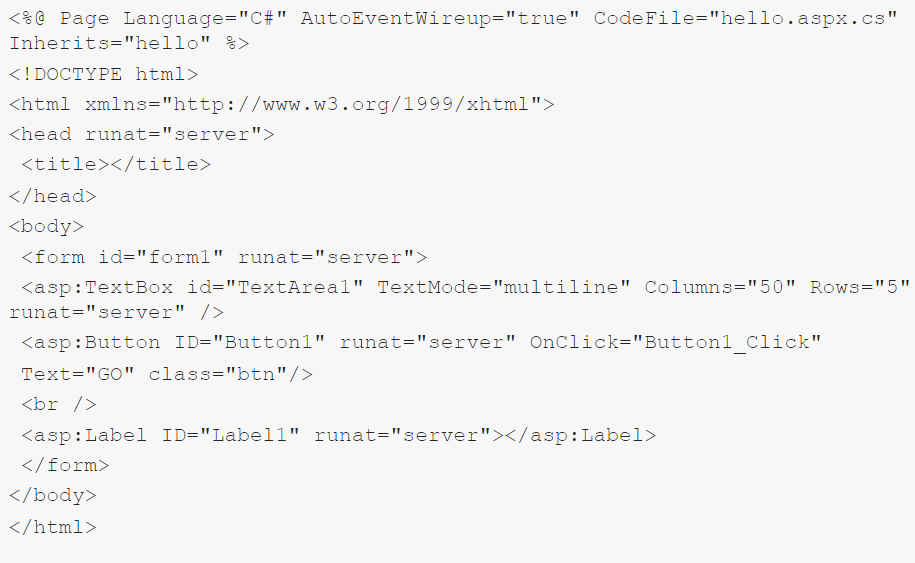 <%@ Page Language="C#" AutoEventWireup="true" CodeFile="hello.aspx.cs"
Inherits="hello" %>
<!DOCTYPE html>
<html xmlns="http://www.w3.org/1999/xhtml">
<head runat="server">
<title></title>
</head>
<body>
<form id="form1" runat="server">
<asp:TextBox id="TextArea1" TextMode="multiline" Columns="50" Rows="5"
runat="server" />
<asp:Button ID="Button1" runat="server" OnClick="Button1_Click"
Text="GO" class="btn"/>
<br />
<asp:Label ID="Label1" runat="server"></asp:Label>
</form>
</body>
</html>